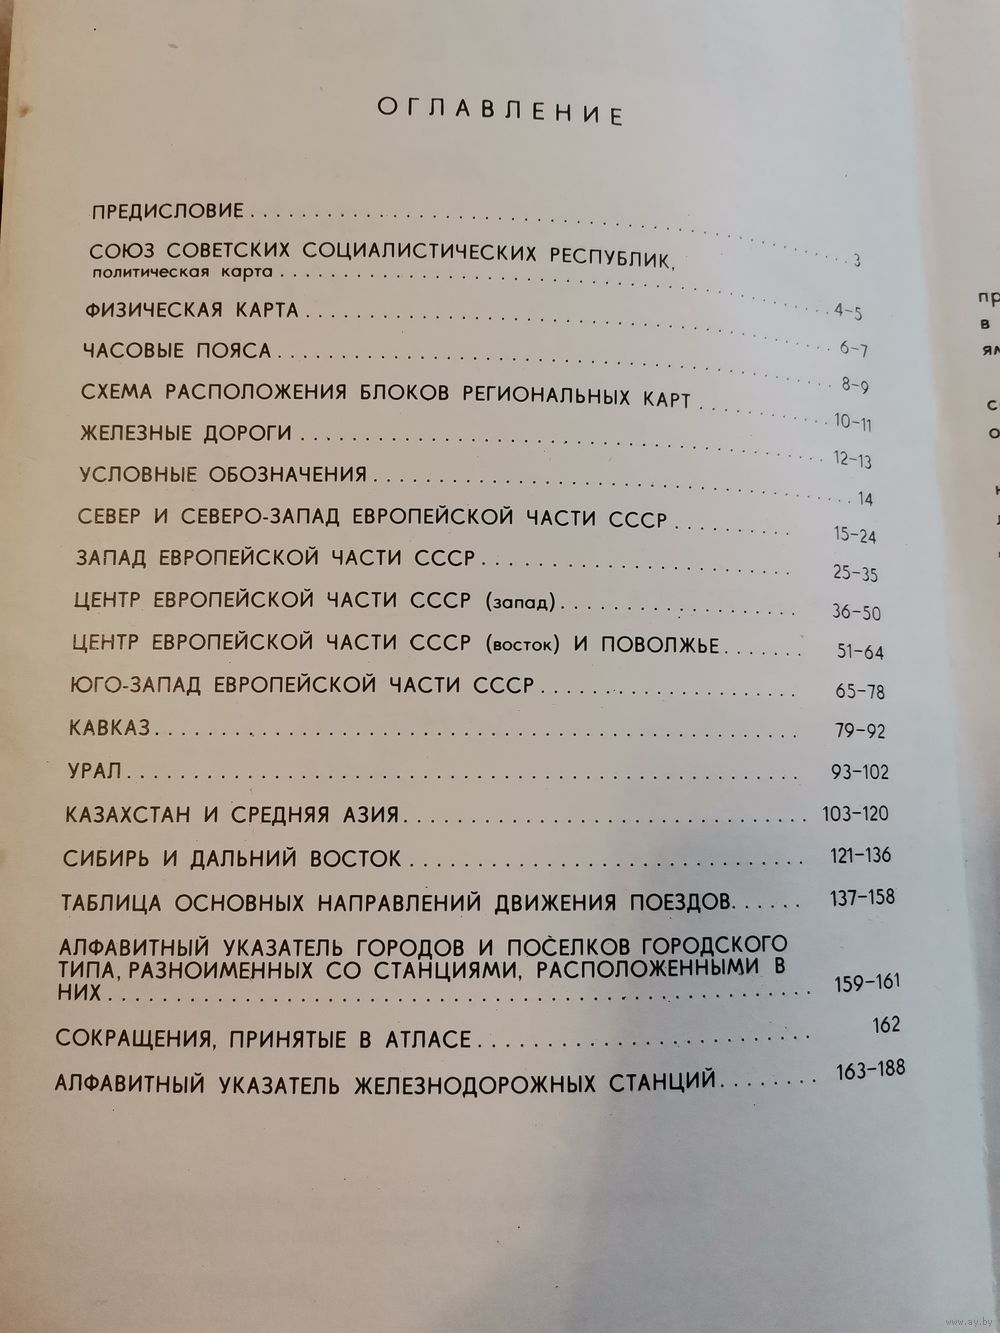 ОГЛАВЛЕНИЕ
ПРЕДИСЛОВИЕ . . . . . . . . . . . . . . . . . . . . 3
СОЮЗ СОВЕТСКИХ СОЦИАЛИСТИЧЕСКИХ РЕСПУБЛИК,
политическая карта . . . . . . . . . . . . . . . . . . . . 4–5
ФИЗИЧЕСКАЯ КАРТА . . . . . . . . . . . . . . . . . . . . 6–7
ЧАСОВЫЕ ПОЯСА . . . . . . . . . . . . . . . . . . . . 8–9
СХЕМА РАСПОЛОЖЕНИЯ БЛОКОВ РЕГИОНАЛЬНЫХ КАРТ . . . . . . . . 10–11
ЖЕЛЕЗНЫЕ ДОРОГИ . . . . . . . . . . . . . . . . . . . . 12–13
УСЛОВНЫЕ ОБОЗНАЧЕНИЯ . . . . . . . . . . . . . . . . . . . . 14
СЕВЕР И СЕВЕРО-ЗАПАД ЕВРОПЕЙСКОЙ ЧАСТИ СССР . . . . . . . . 15–24
ЗАПАД ЕВРОПЕЙСКОЙ ЧАСТИ СССР . . . . . . . . . . . . . . . . 25–35
ЦЕНТР ЕВРОПЕЙСКОЙ ЧАСТИ СССР (запад) . . . . . . . . . . . . 36–50
ЦЕНТР ЕВРОПЕЙСКОЙ ЧАСТИ СССР (восток) И ПОВОЛЖЬЕ . . . . . . . 51–64
ЮГО-ЗАПАД ЕВРОПЕЙСКОЙ ЧАСТИ СССР . . . . . . . . . . . . . . 65–78
КАВКАЗ . . . . . . . . . . . . . . . . . . . . 79–92
УРАЛ . . . . . . . . . . . . . . . . . . . . 93–102
КАЗАХСТАН И СРЕДНЯЯ АЗИЯ . . . . . . . . . . . . . . . . . . . . 103–120
СИБИРЬ И ДАЛЬНИЙ ВОСТОК . . . . . . . . . . . . . . . . . . . . 121–136
ТАБЛИЦА ОСНОВНЫХ НАПРАВЛЕНИЙ ДВИЖЕНИЯ ПОЕЗДОВ . . . . . . 137–158
АЛФАВИТНЫЙ УКАЗАТЕЛЬ ГОРОДОВ И ПОСЕЛКОВ ГОРОДСКОГО
ТИПА, РАЗНОИМЕННЫХ СО СТАНЦИЯМИ, РАСПОЛОЖЕННЫМИ В
НИХ . . . . . . . . . . . . . . . . . . . . 159–161
СОКРАЩЕНИЯ, ПРИНЯТЫЕ В АТЛАСЕ . . . . . . . . . . . . . . . . 162
АЛФАВИТНЫЙ УКАЗАТЕЛЬ ЖЕЛЕЗНОДОРОЖНЫХ СТАНЦИЙ . . . . . . . . 163–188
пр
в
www.ay.by